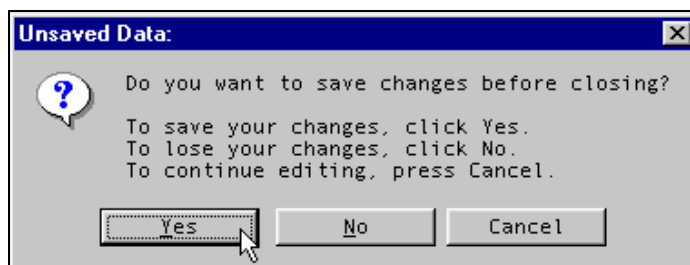 Unsaved Data:
Do you want to save changes before closing?
To save your changes, click Yes.
To lose your changes, click No.
To continue editing, press Cancel.
Yes No Cancel